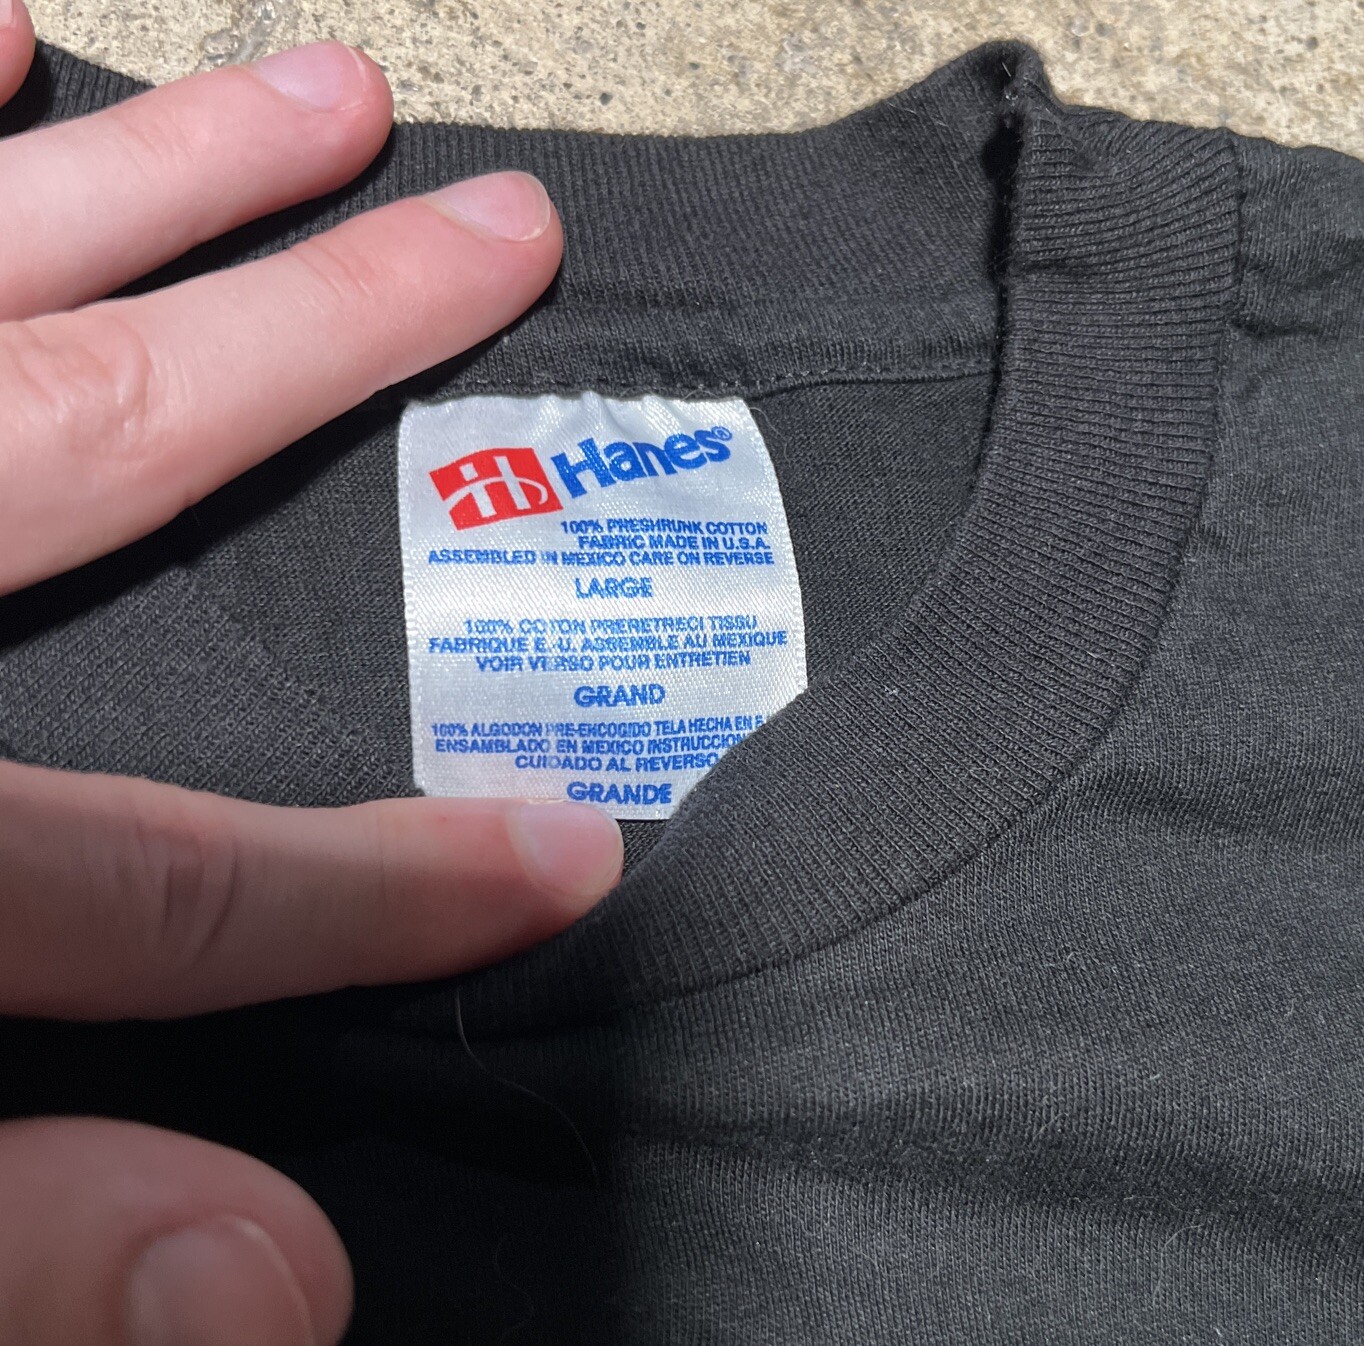 H Hanes®
100% PRESHRUNK COTTON
FABRIC MADE IN U.S.A.
ASSEMBLED IN MEXICO CARE ON REVERSE
LARGE
100% COTON PRERETRECI TISSU
FABRIQUE E.-U. ASSEMBLE AU MEXIQUE
VOIR VERSO POUR ENTRETIEN
GRAND
100% ALGODON PRE-ENCOGIDO TELA HECHA EN
ENSAMBLADO EN MEXICO
CUIDADO AL REVERSO
GRANDE